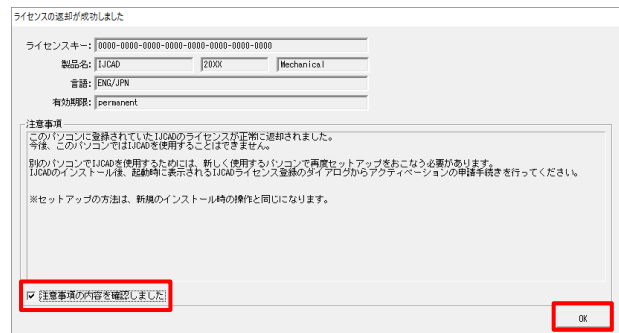 ライセンスの返却が成功しました
ライセンスキー: 0000-0000-0000-0000-0000-0000-0000-0000
製品名: IJCAD 20XX Mechanical
言語: ENG/JPN
有効期限: permanent
注意事項
このパソコンに登録されていたIJCADのライセンスが正常に返却されました。
今後、このパソコンではIJCADを使用することはできません。
別のパソコンでIJCADを使用するためには、新しく使用するパソコンで再度セットアップをおこなう必要があります。
IJCADのインストール後、起動時に表示されるIJCADライセンス登録のダイアログからアクティベーションの申請手続きを行ってください。
※セットアップの方法は、新規のインストール時の操作と同じになります。
注意事項の内容を確認しました
OK